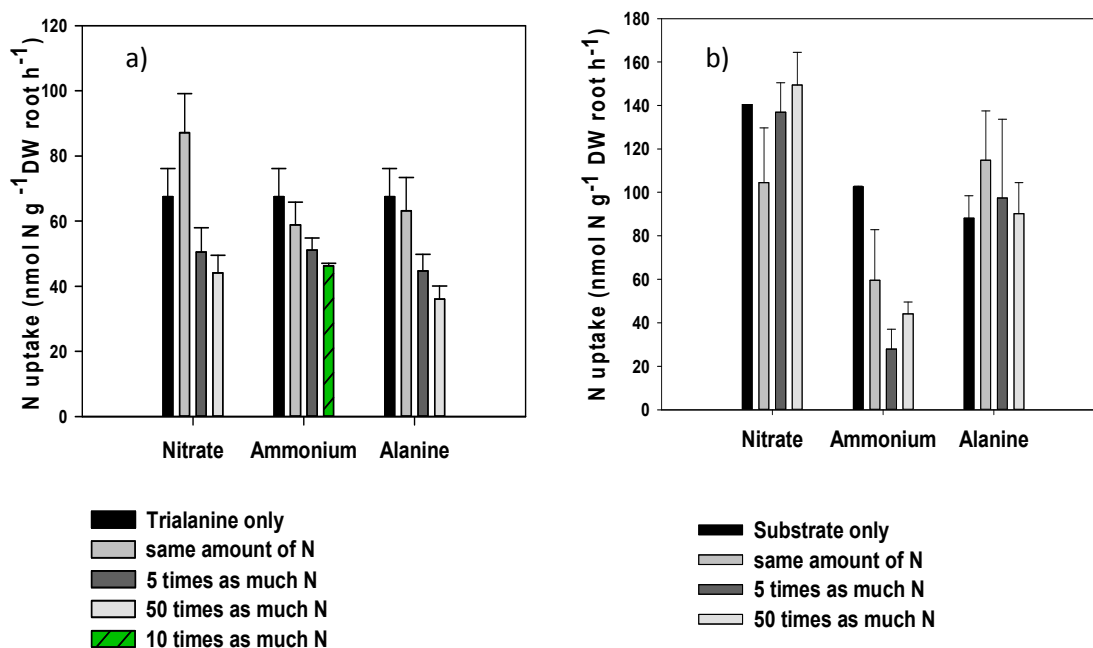 a)
N uptake (nmol N g -1 DW root h-1)
120
100
80
60
40
20
0
Nitrate Ammonium Alanine
Trialanine only
same amount of N
5 times as much N
50 times as much N
10 times as much N
b)
N uptake (nmol N g-1 DW root h-1)
180
160
140
120
100
80
60
40
20
0
Nitrate Ammonium Alanine
Substrate only
same amount of N
5 times as much N
50 times as much N